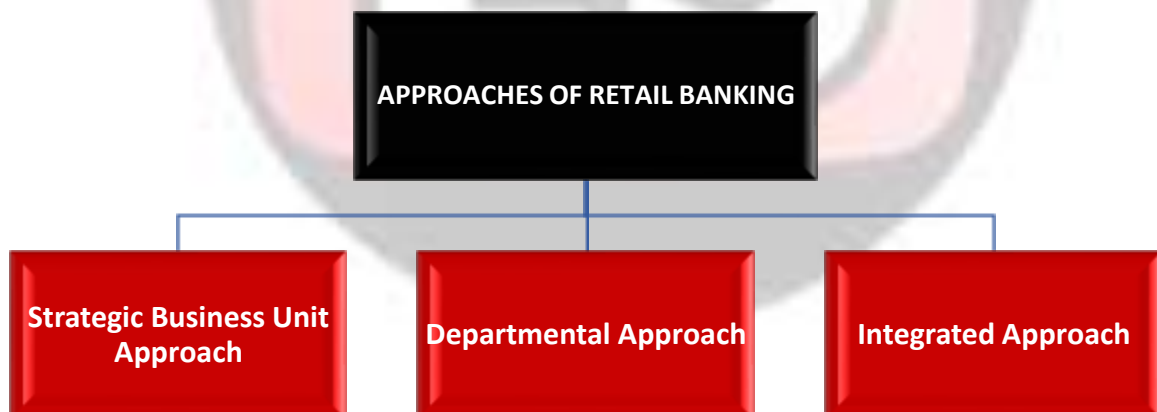 APPROACHES OF RETAIL BANKING
Strategic Business Unit
Approach
Departmental Approach
Integrated Approach